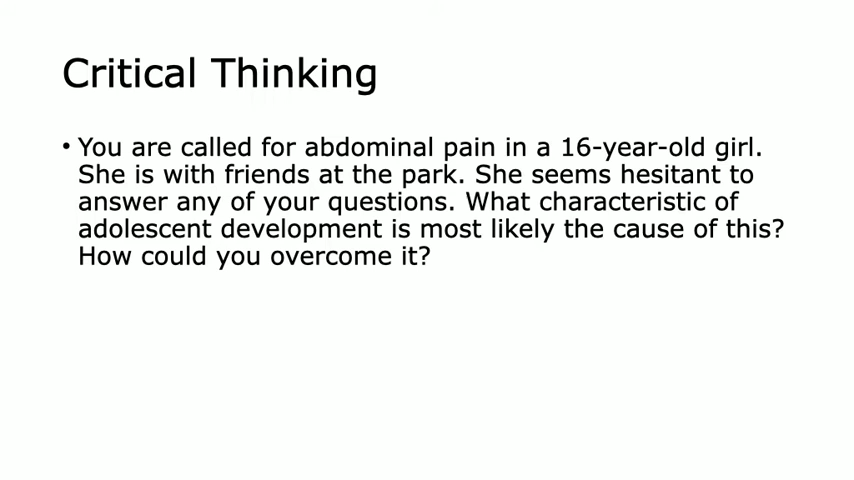 Critical Thinking
• You are called for abdominal pain in a 16-year-old girl.
She is with friends at the park. She seems hesitant to
answer any of your questions. What characteristic of
adolescent development is most likely the cause of this?
How could you overcome it?